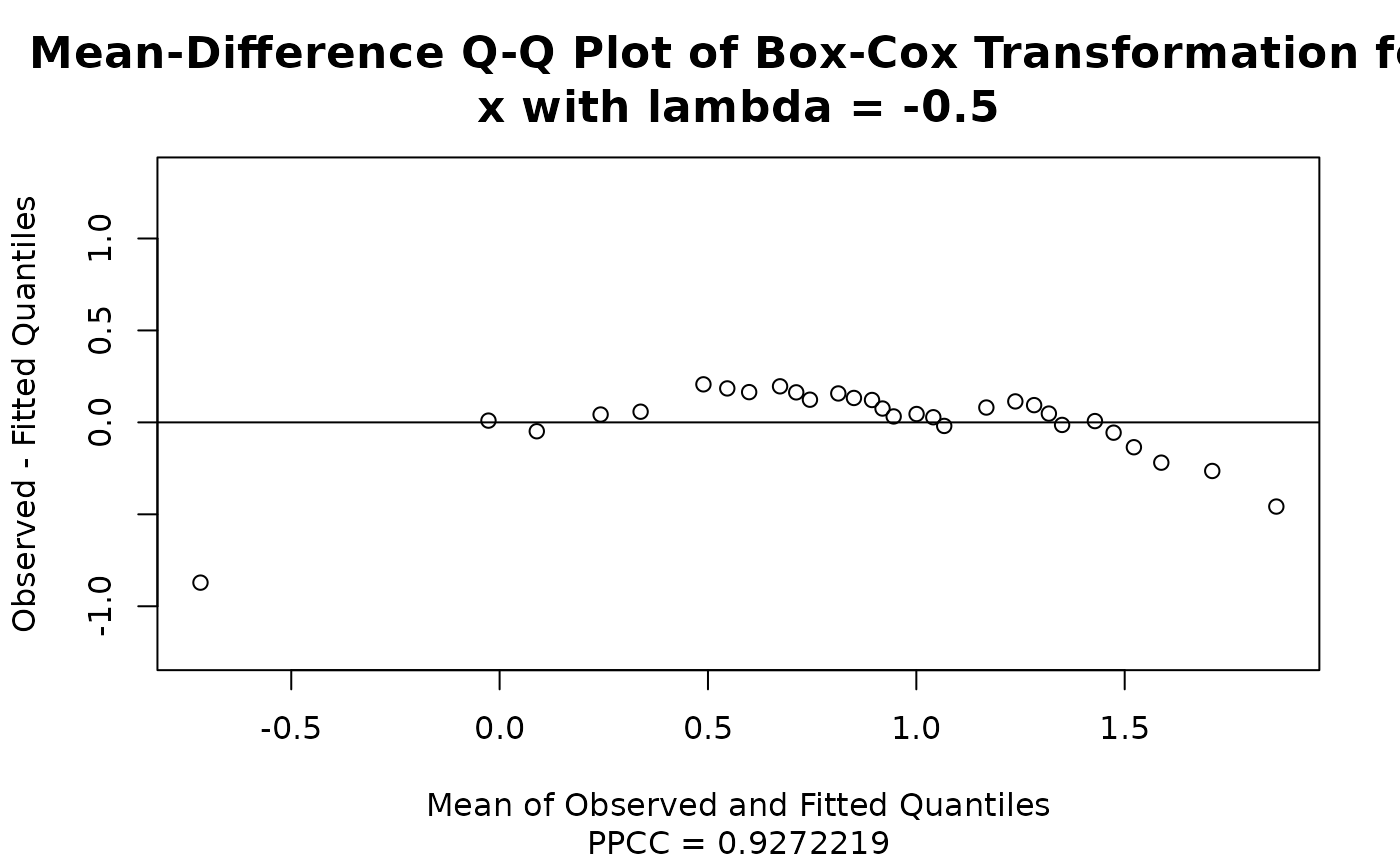 Mean-Difference Q-Q Plot of Box-Cox Transformation fo
x with lambda = -0.5
Observed - Fitted Quantiles
1.0
0.5
0.0
-1.0
-0.5
0.0
0.5
1.0
1.5
Mean of Observed and Fitted Quantiles
PPCC = 0.9272219